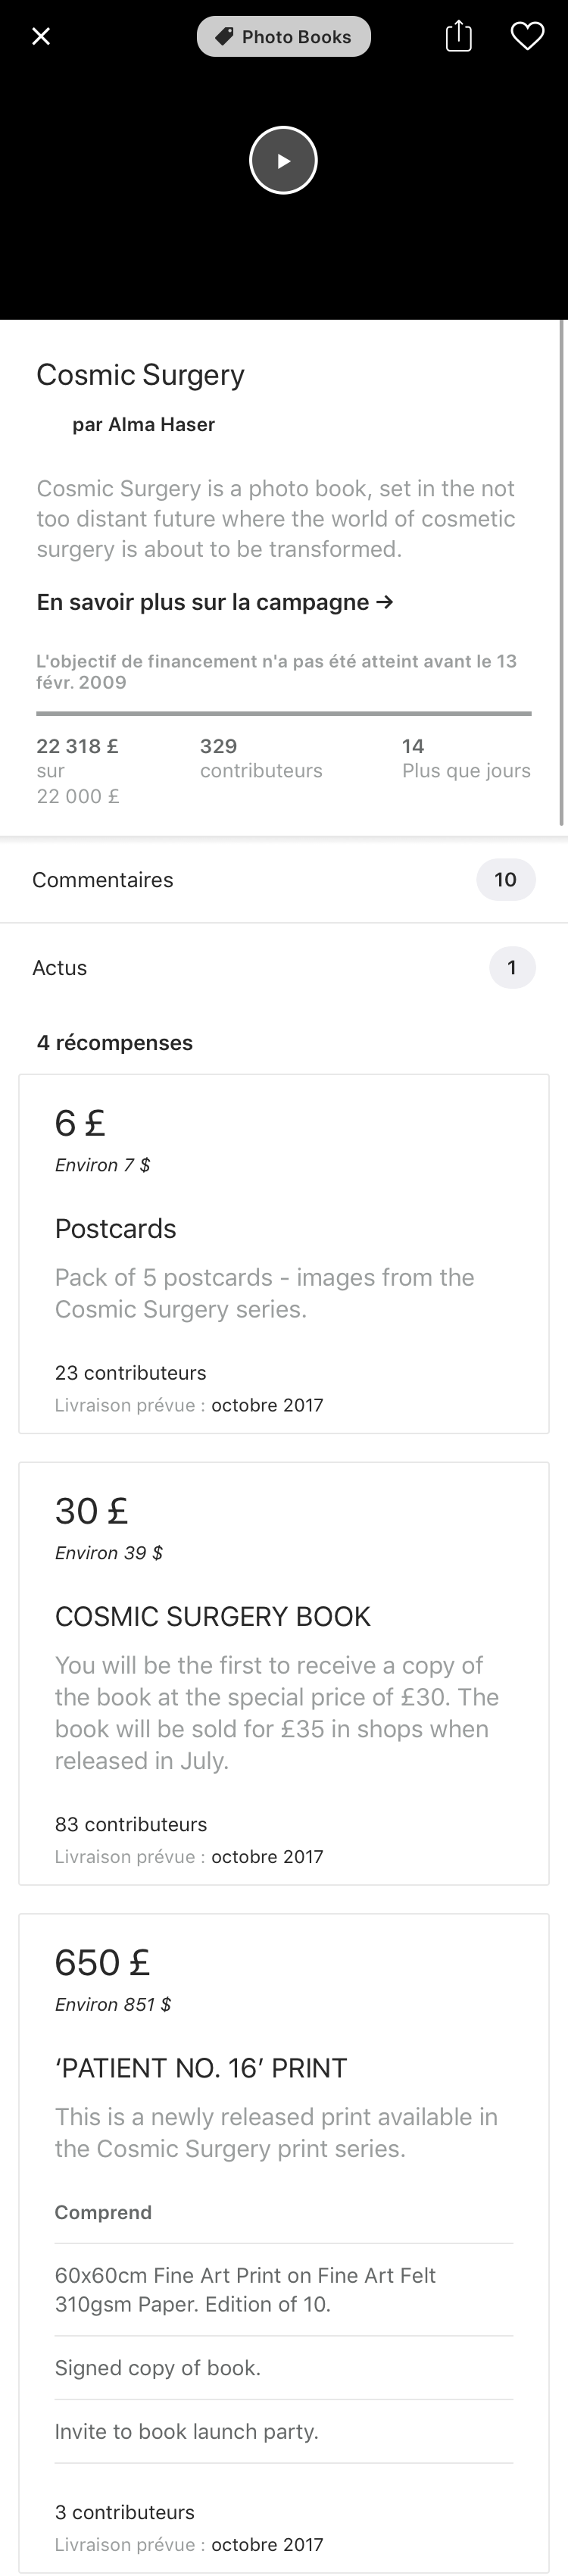 Photo Books
Cosmic Surgery
par Alma Haser
Cosmic Surgery is a photo book, set in the not
too distant future where the world of cosmetic
surgery is about to be transformed.
En savoir plus sur la campagne →
L'objectif de financement n'a pas été atteint avant le 13
févr. 2009
22 318 £
sur
22 000 £
329
contributeurs
14
Plus que jours
Commentaires
10
Actus
1
4 récompenses
6 £
Environ 7 $
Postcards
Pack of 5 postcards - images from the
Cosmic Surgery series.
23 contributeurs
Livraison prévue : octobre 2017
30 £
Environ 39 $
COSMIC SURGERY BOOK
You will be the first to receive a copy of
the book at the special price of £30. The
book will be sold for £35 in shops when
released in July.
83 contributeurs
Livraison prévue : octobre 2017
650 £
Environ 851 $
‘PATIENT NO. 16’ PRINT
This is a newly released print available in
the Cosmic Surgery print series.
Comprend
60x60cm Fine Art Print on Fine Art Felt
310gsm Paper. Edition of 10.
Signed copy of book.
Invite to book launch party.
3 contributeurs
Livraison prévue : octobre 2017